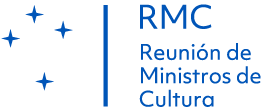 RMC
Reunión de
Ministros de
Cultura